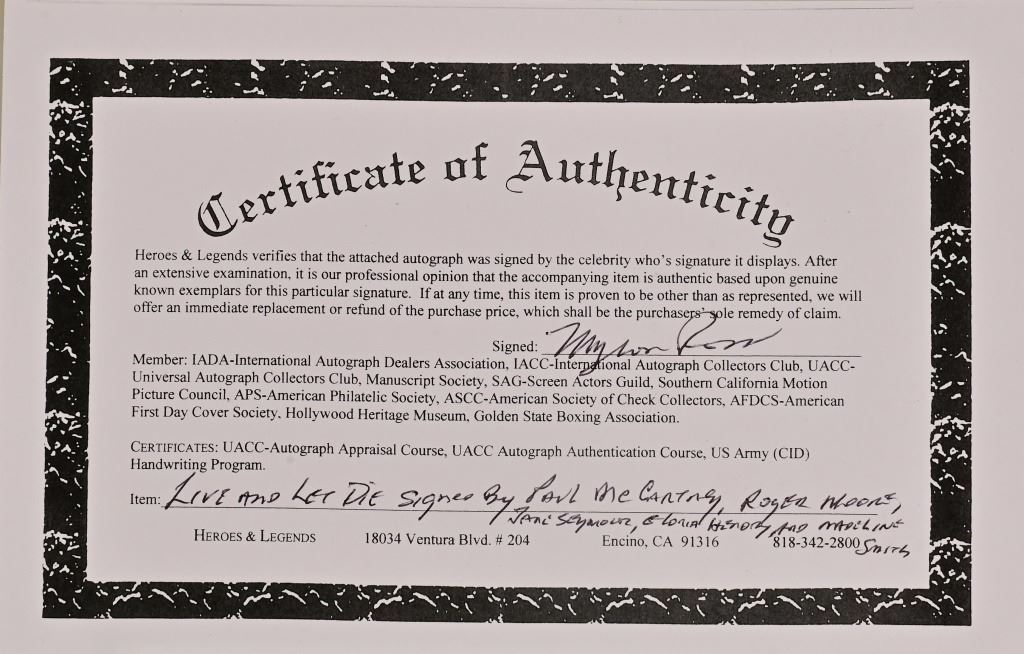 Certificate of Authenticity
Heroes & Legends verifies that the attached autograph was signed by the celebrity who's signature it displays. After
an extensive examination, it is our professional opinion that the accompanying item is authentic based upon genuine
known exemplars for this particular signature. If at any time, this item is proven to be other than as represented, we will
offer an immediate replacement or refund of the purchase price, which shall be the purchasers' sole remedy of claim.
Signed: Myron Ross
Member: IADA-International Autograph Dealers Association, IACC-International Autograph Collectors Club, UACC-
Universal Autograph Collectors Club, Manuscript Society, SAG-Screen Actors Guild, Southern California Motion
Picture Council, APS-American Philatelic Society, ASCC-American Society of Check Collectors, AFDCS-American
First Day Cover Society, Hollywood Heritage Museum, Golden State Boxing Association.
CERTIFICATES: UACC-Autograph Appraisal Course, UACC Autograph Authentication Course, US Army (CID)
Handwriting Program.
Item: LIVE AND LET DIE SIGNED By PAUL McCARTNEY, ROGER MOORE,
JANE SEYMOUR, GLORIA HENDRY, AND MADELINE
SMITH
HEROES & LEGENDS 18034 Ventura Blvd. # 204 Encino, CA 91316 818-342-2800